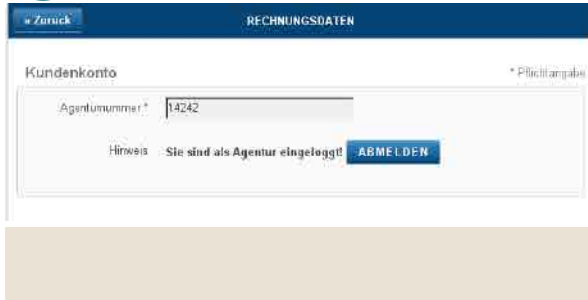 « Zurück
RECHNUNGSDATEN
Kundenkonto
* Pflichtangabe
Agenturnummer *
14242
Hinweis
Sie sind als Agentur eingeloggt!
ABMELDEN